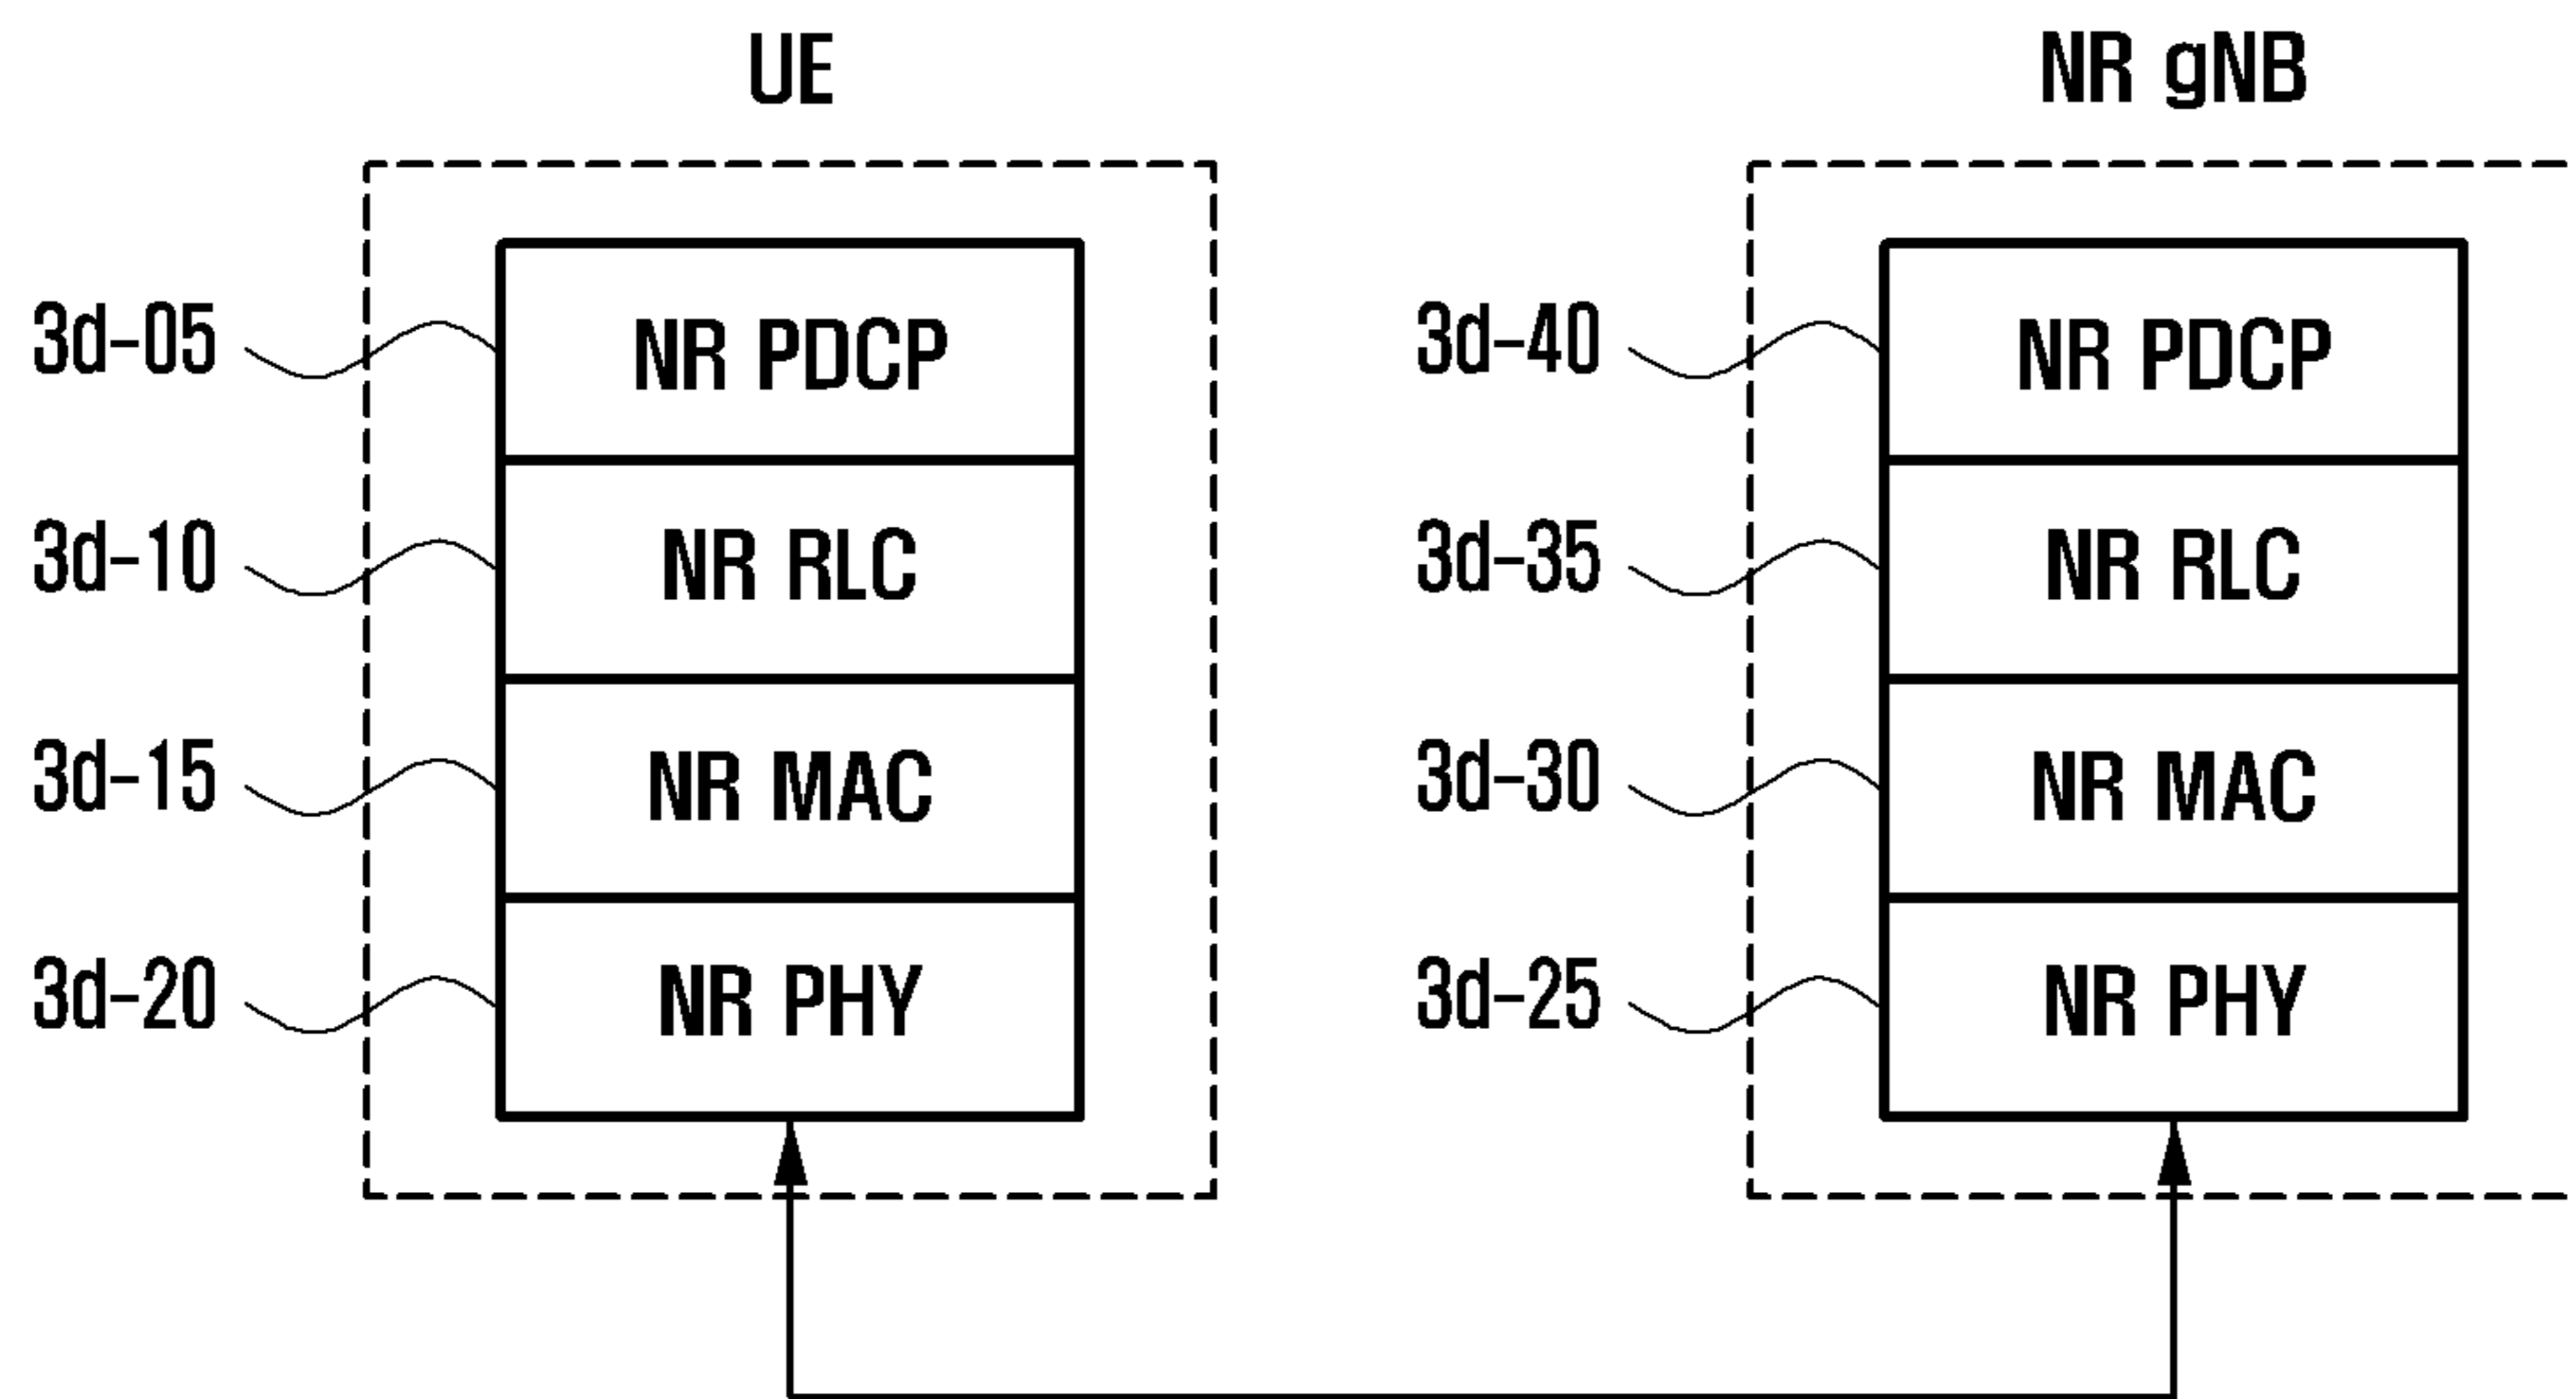 UE
NR gNB
3d-05
NR PDCP
3d-40
NR PDCP
3d-10
NR RLC
3d-35
NR RLC
3d-15
NR MAC
3d-30
NR MAC
3d-20
NR PHY
3d-25
NR PHY